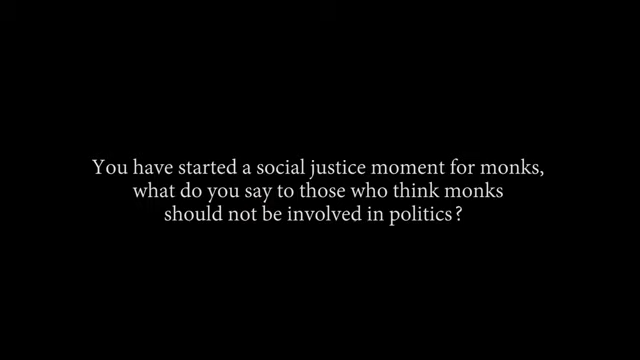 You have started a social justice moment for monks,
what do you say to those who think monks
should not be involved in politics?